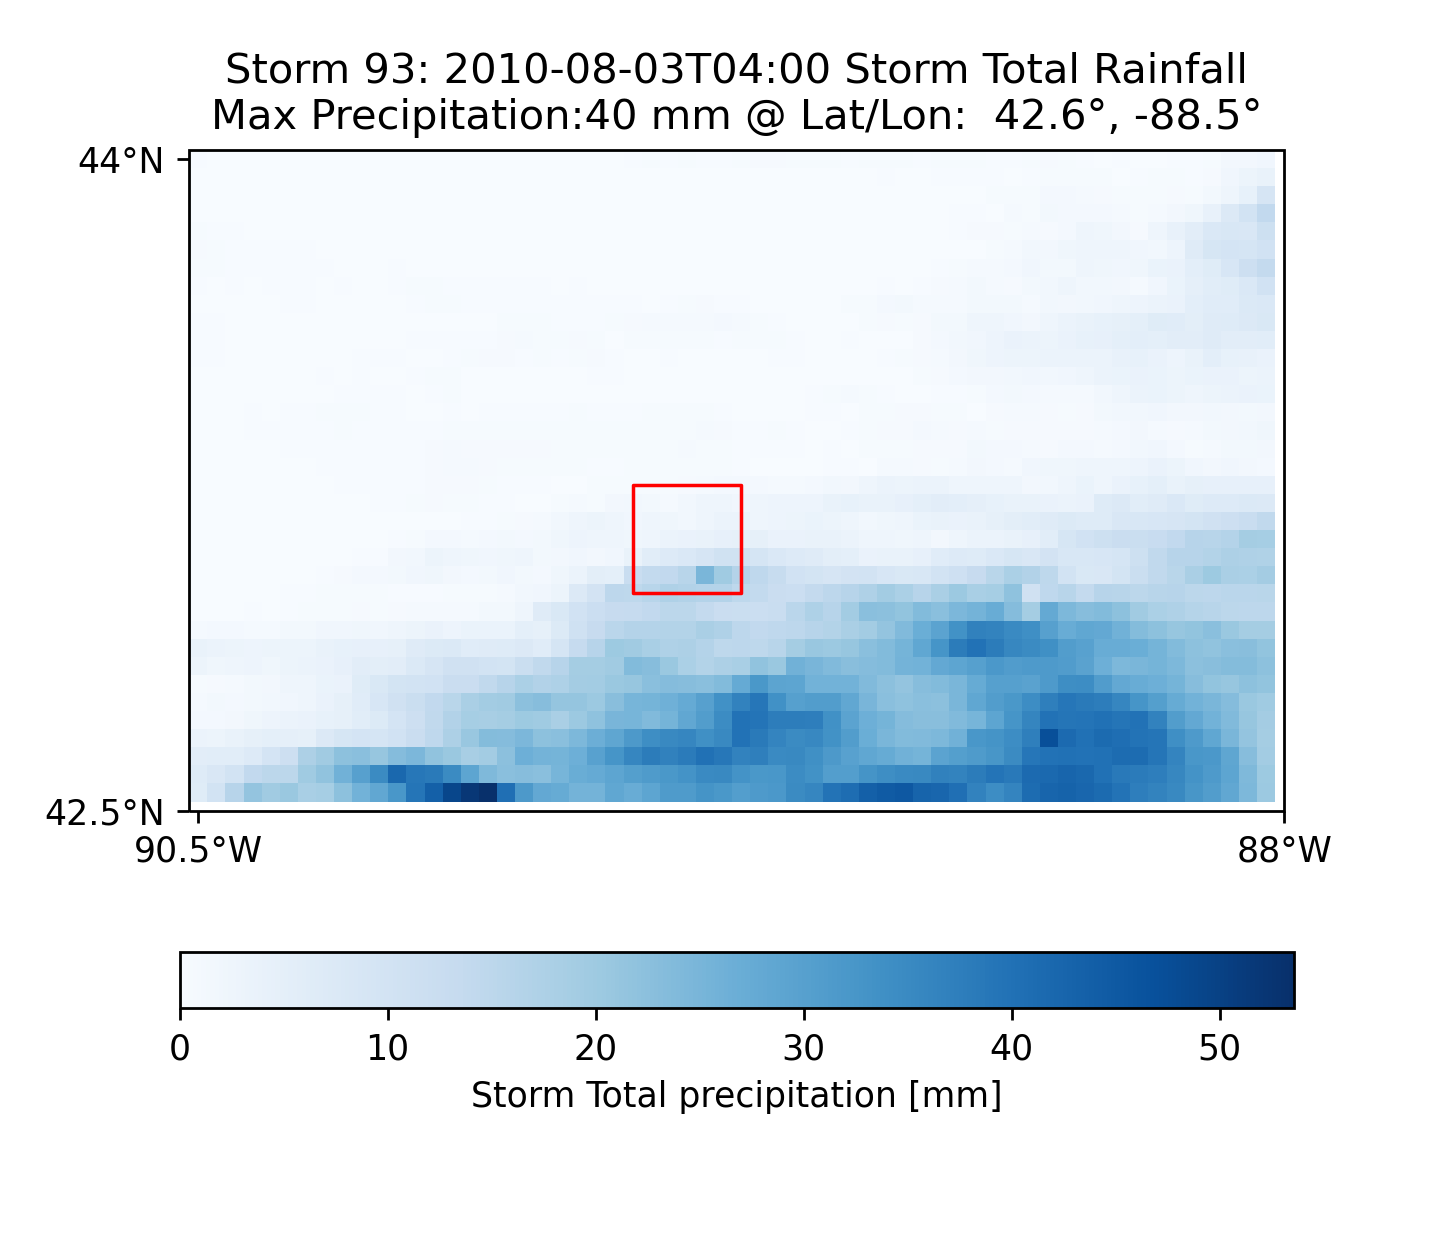 Storm 93: 2010-08-03T04:00 Storm Total Rainfall
Max Precipitation:40 mm @ Lat/Lon:  42.6°, -88.5°
44°N
42.5°N
90.5°W 88°W
0 10 20 30 40 50
Storm Total precipitation [mm]